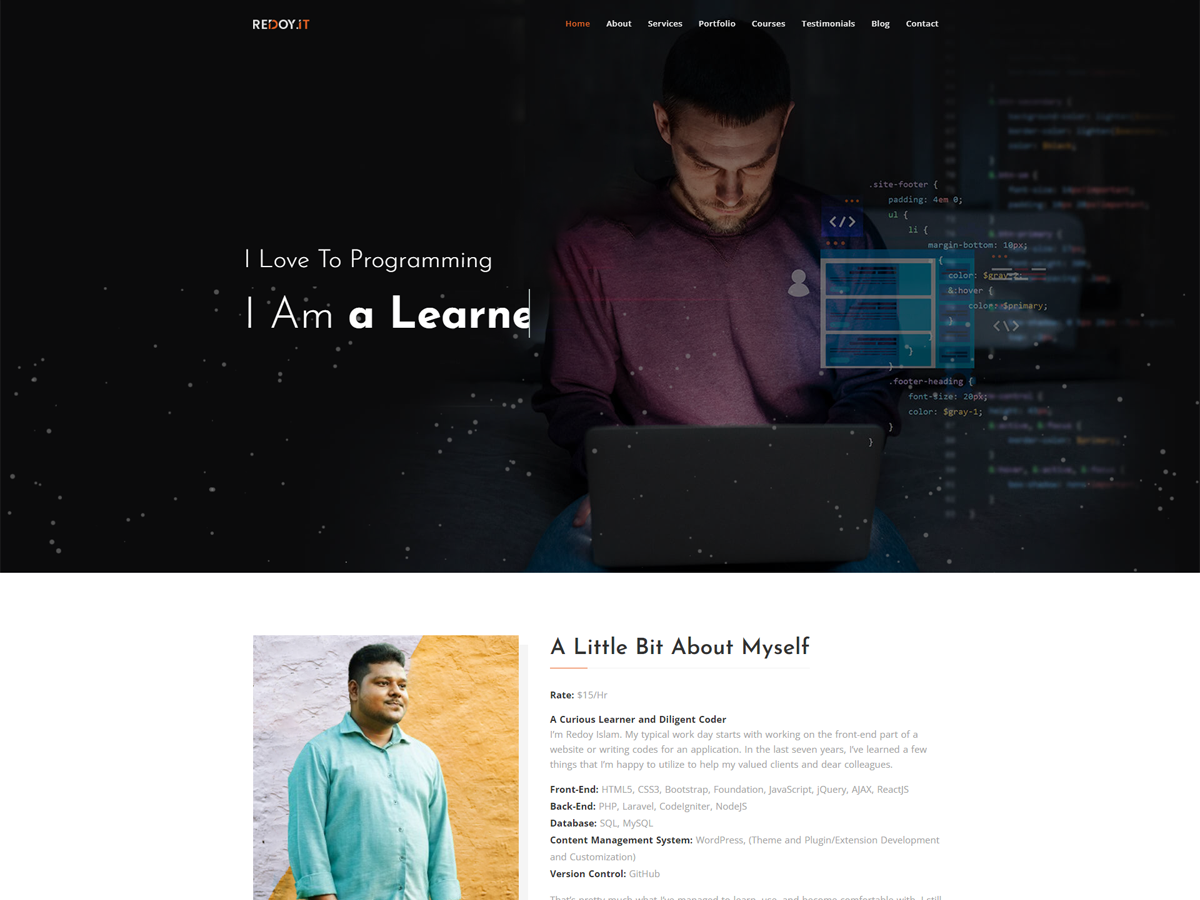 REDOY.IT
Home About Services Portfolio Courses Testimonials Blog Contact
I Love To Programming
I Am a Learne
.site-footer {
padding: 4em 0;
ul {
li {
margin-bottom: 10px;
{
color: $gray-1;
&:hover {
color: $primary;
}
}
}
}
.footer-heading {
font-size: 20px;
color: $gray-1;
}
}
</>
<\>
A Little Bit About Myself
Rate: $15/Hr
A Curious Learner and Diligent Coder
I'm Redoy Islam. My typical work day starts with working on the front-end part of a
website or writing codes for an application. In the last seven years, I've learned a few
things that I'm happy to utilize to help my valued clients and dear colleagues.
Front-End: HTML5, CSS3, Bootstrap, Foundation, JavaScript, jQuery, AJAX, ReactJS
Back-End: PHP, Laravel, CodeIgniter, NodeJS
Database: SQL, MySQL
Content Management System: WordPress, (Theme and Plugin/Extension Development
and Customization)
Version Control: GitHub
That's pretty much what I've managed to learn, use, and become comfortable with. I still